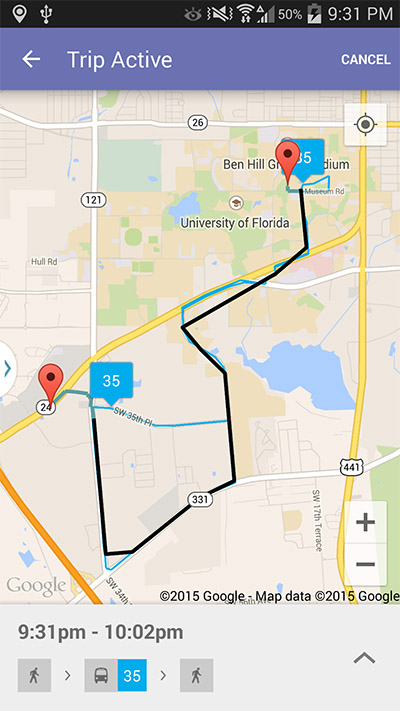 50% 9:31 PM
Trip Active
CANCEL
26
Ben Hill Gr
35
dium
Museum Rd
121
University of Florida
Hull Rd
24
35
SW 35th Pl
441
331
SW 17th Terrace
SW 34th
Google
©2015 Google - Map data ©2015 Google
9:31pm - 10:02pm
35